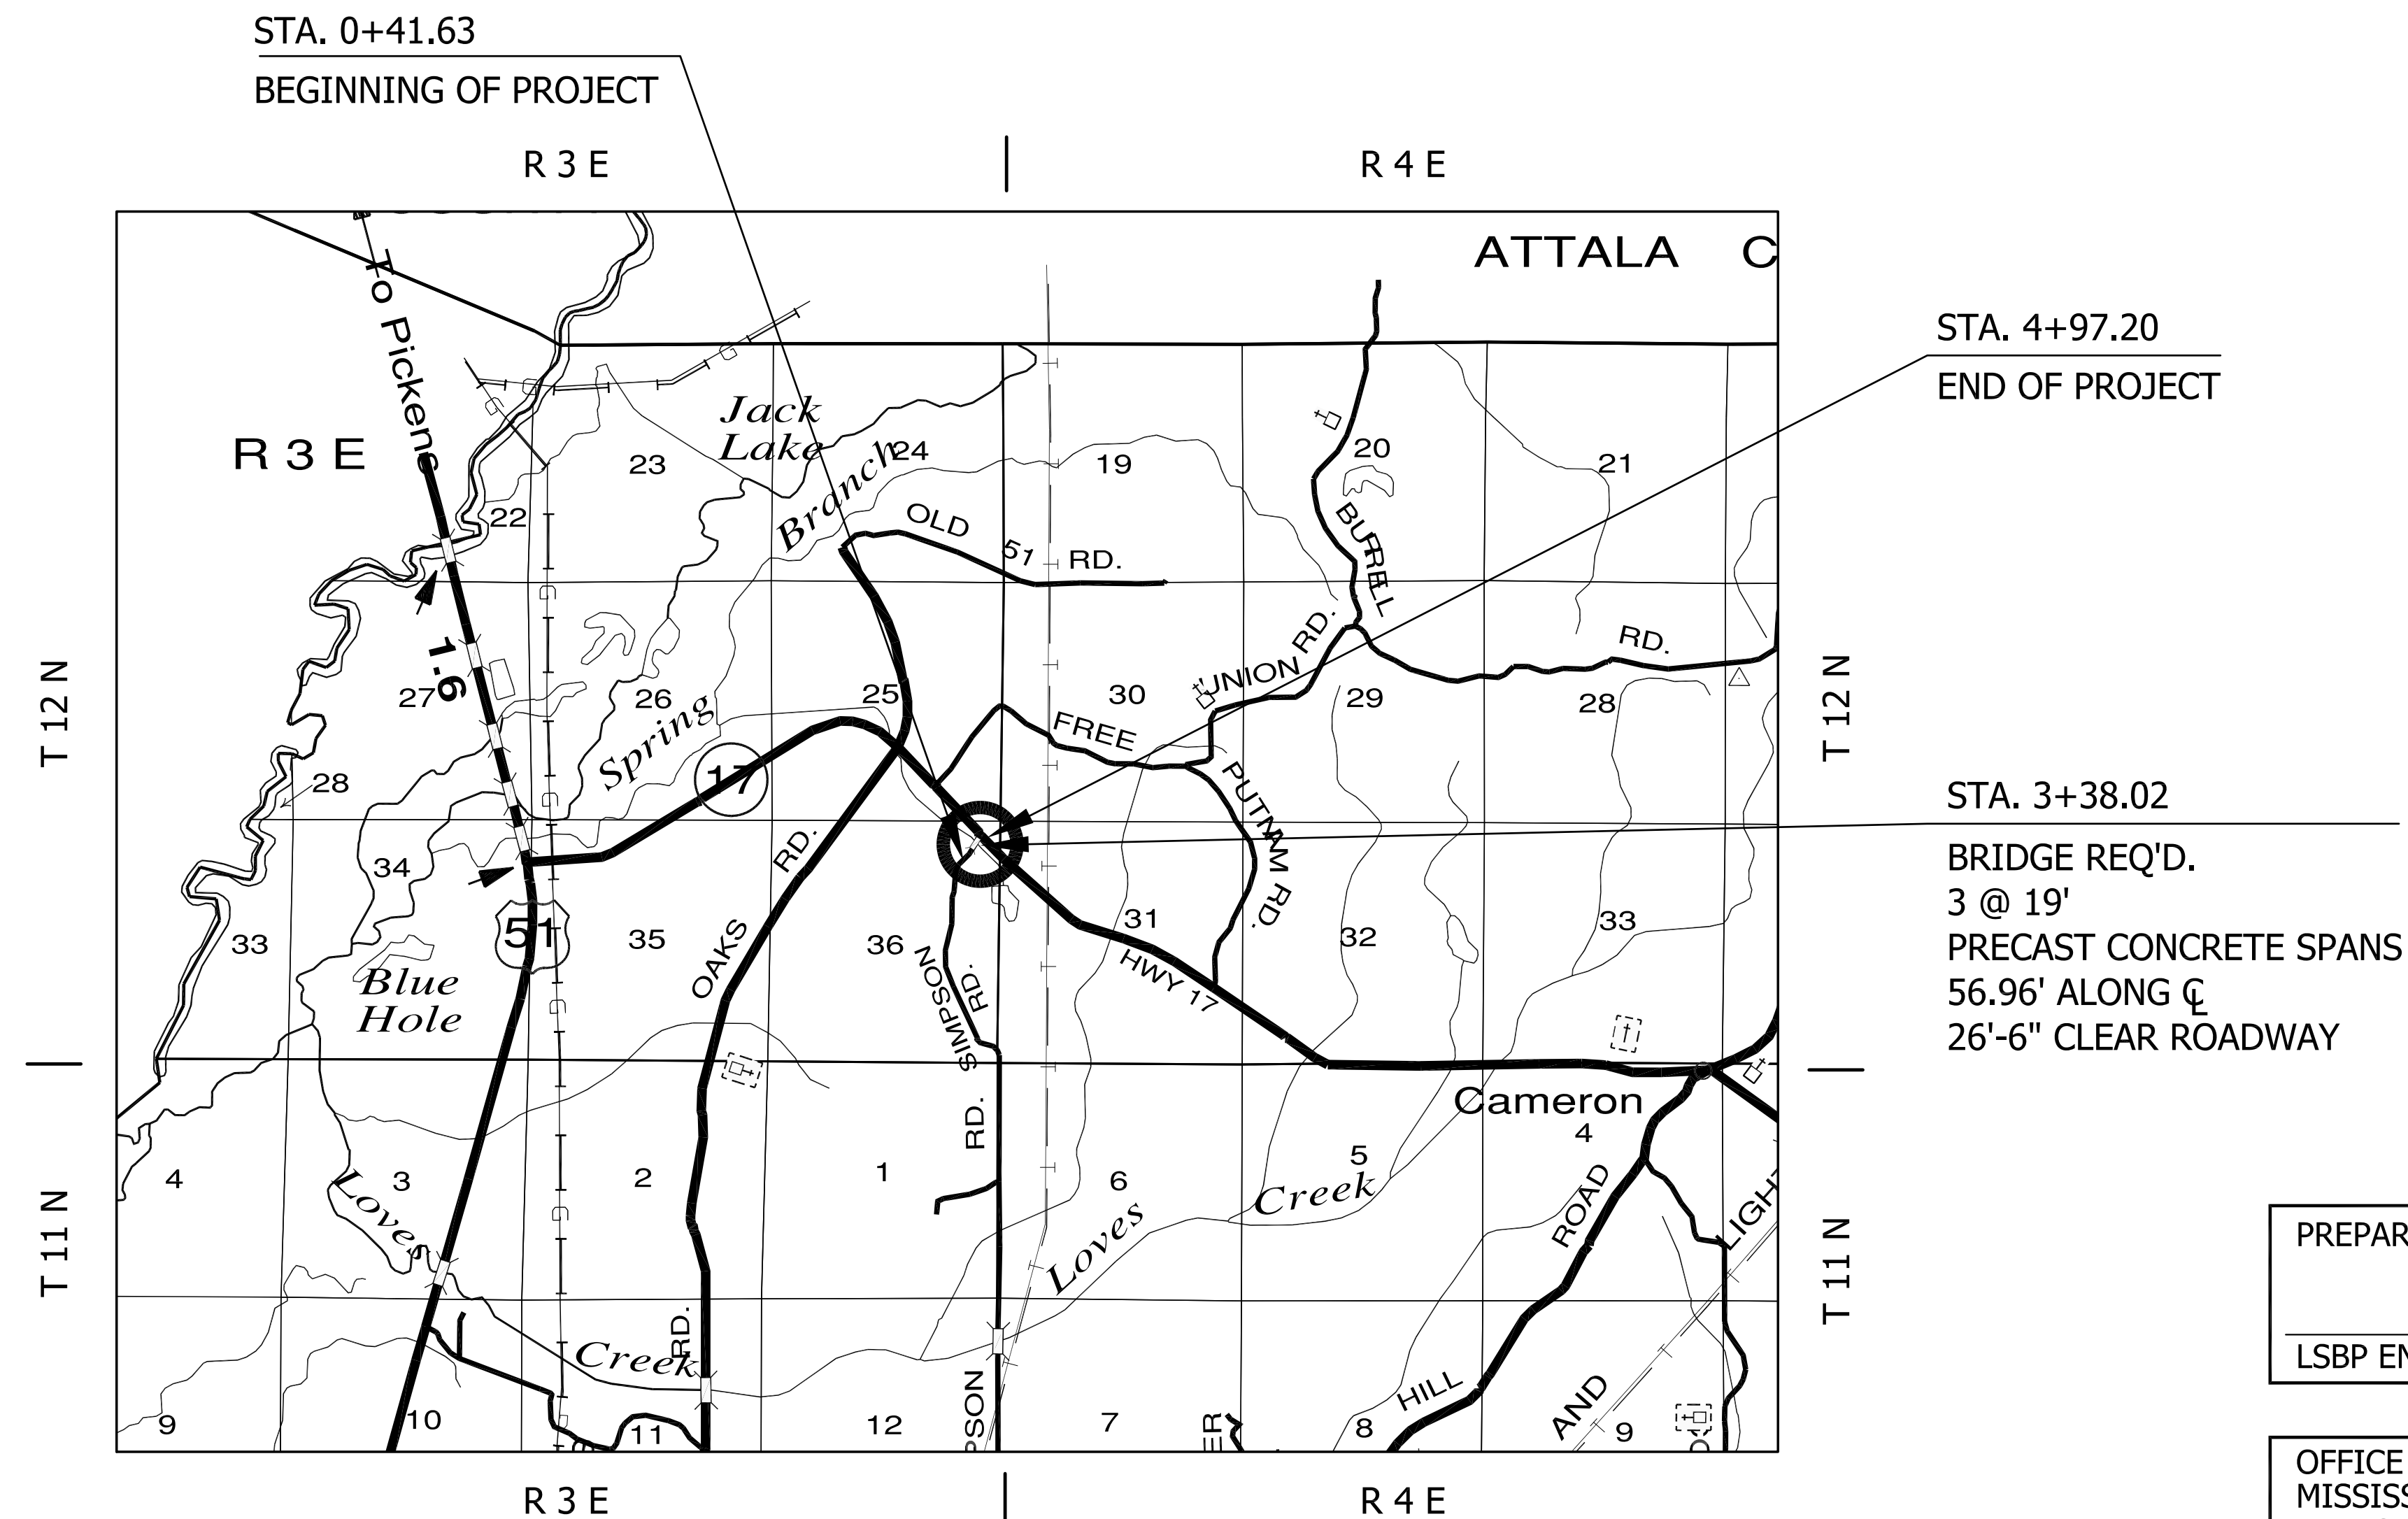 STA. 0+41.63
BEGINNING OF PROJECT
R 3 E
R 4 E
ATTALA C
To Pickens
STA. 4+97.20
END OF PROJECT
Jack
Lake
R 3 E
23
24
19
20
21
22
Branch
OLD
51
RD.
BURRELL
RD.
T 12 N
T 12 N
1.6
27
26
25
30
UNION
RD.
29
28
Spring
FREE
17
28
PUTNAM RD.
STA. 3+38.02
BRIDGE REQ'D.
3 @ 19'
PRECAST CONCRETE SPANS
56.96' ALONG ℄
26'-6" CLEAR ROADWAY
34
RD.
OAKS
33
51
35
36
31
32
33
SIMPSON
RD.
HWY 17
Blue
Hole
Cameron
RD.
4
3
2
1
6
5
4
T 11 N
T 11 N
Loves
Creek
Loves
ROAD
LIGHT
PREPAR
LSBP EN
RD.
Creek
HILL
AND
9
10
11
12
PSON
7
ER
8
9
OFFICE
MISSISS
R 3 E
R 4 E